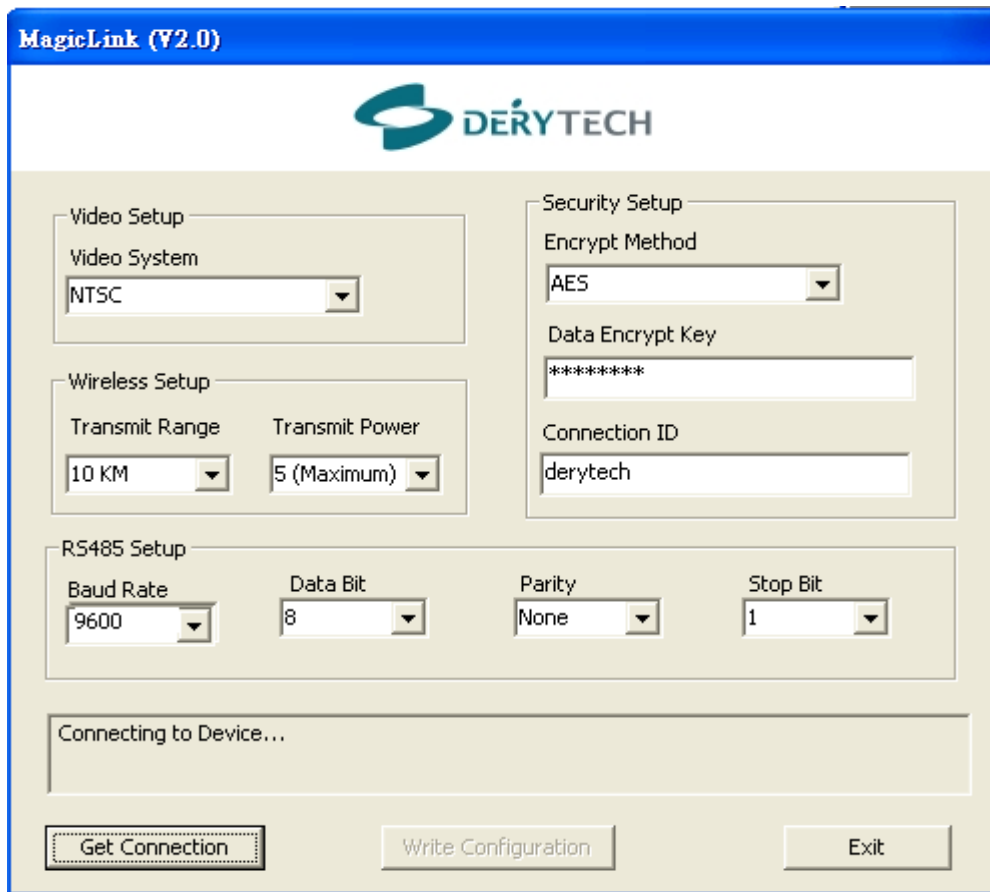 MagicLink (V2.0)
DERYTECH
Video Setup
Video System
NTSC
Security Setup
Encrypt Method
AES
Data Encrypt Key
********
Connection ID
derytech
Wireless Setup
Transmit Range
10 KM
Transmit Power
5 (Maximum)
RS485 Setup
Baud Rate
9600
Data Bit
8
Parity
None
Stop Bit
1
Connecting to Device...
Get Connection
Write Configuration
Exit